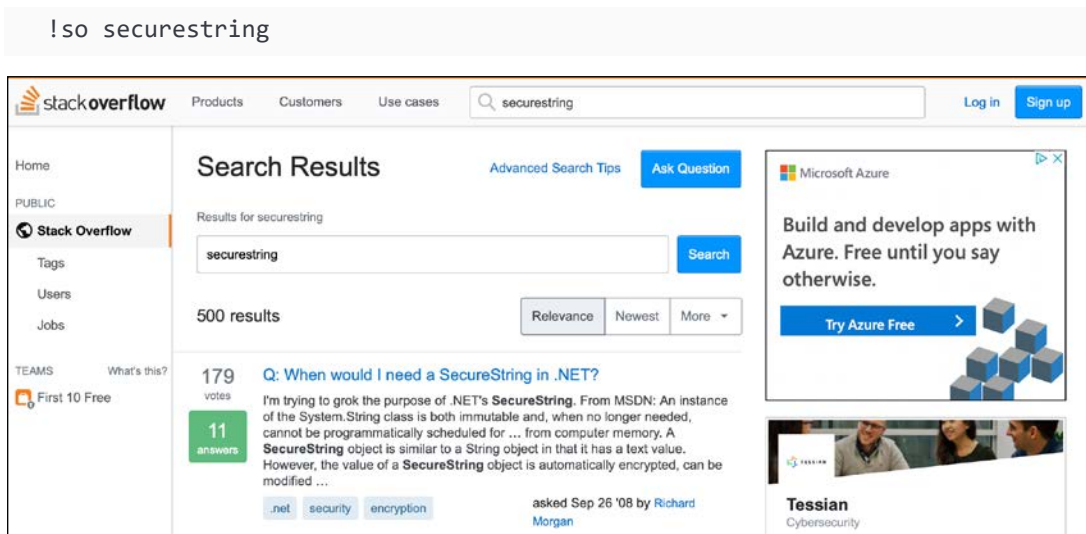 !so securestring
stackoverflow Products Customers Use cases securestring Log in Sign up
Home
PUBLIC
Stack Overflow
Tags
Users
Jobs
TEAMS What's this?
First 10 Free
Search Results Advanced Search Tips Ask Question
Results for securestring
securestring Search
500 results Relevance Newest More
179
votes
11
answers
Q: When would I need a SecureString in .NET?
I'm trying to grok the purpose of .NET's SecureString. From MSDN: An instance
of the System.String class is both immutable and, when no longer needed,
cannot be programmatically scheduled for ... from computer memory. A
SecureString object is similar to a String object in that it has a text value.
However, the value of a SecureString object is automatically encrypted, can be
modified ...
.net security encryption
asked Sep 26 '08 by Richard
Morgan
Microsoft Azure
Build and develop apps with
Azure. Free until you say
otherwise.
Try Azure Free
TESSIAN
Tessian
Cybersecurity